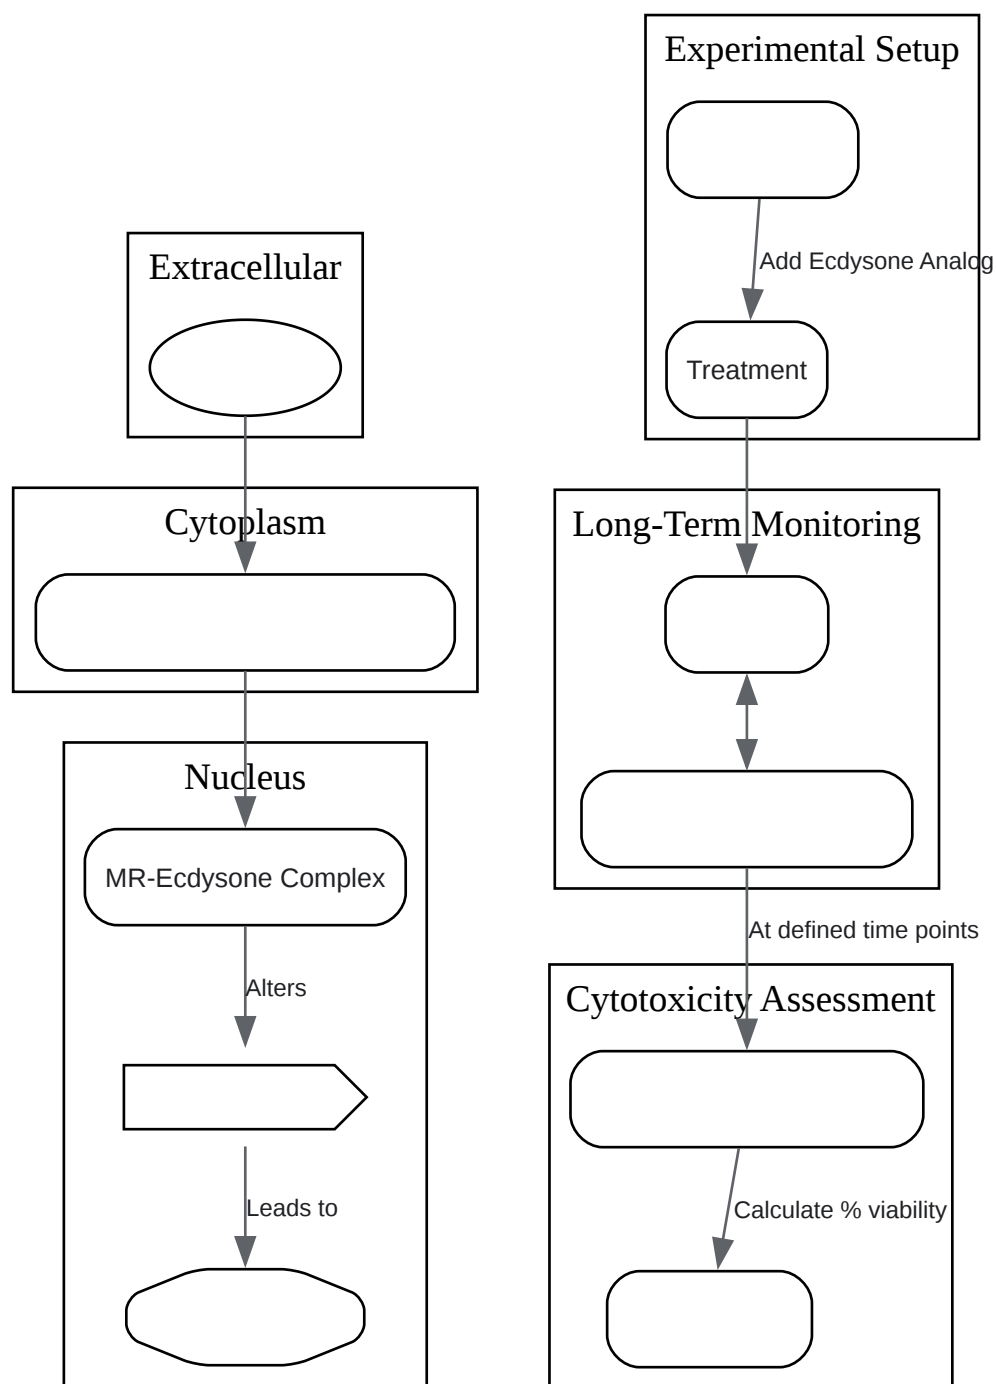 Extracellular
Cytoplasm
Nucleus
MR-Ecdysone Complex
Alters
Leads to
Experimental Setup
Add Ecdysone Analog
Treatment
Long-Term Monitoring
At defined time points
Cytotoxicity Assessment
Calculate % viability